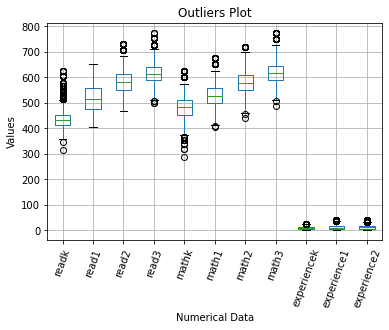 Outliers Plot
Values
800
700
600
500
400
300
200
100
0
readk
read1
read2
read3
mathk
math1
math2
math3
experiencek
experience1
experience2
Numerical Data